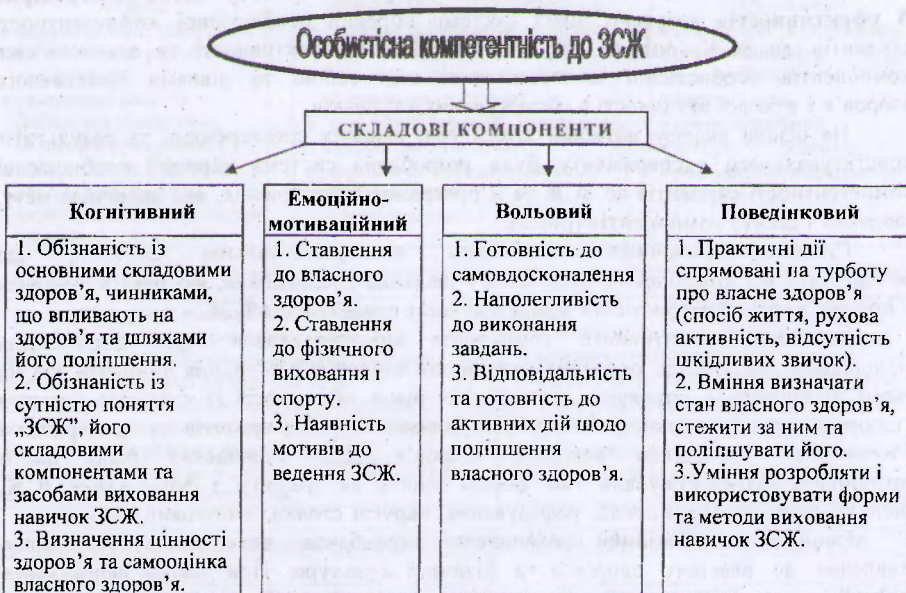 Особистісна компетентність до ЗСЖ
СКЛАДОВІ КОМПОНЕНТИ
Когнітивний
1. Обізнаність із
основними складовими
здоров'я, чинниками,
що впливають на
здоров'я та шляхами
його поліпшення.
2. Обізнаність із
сутністю поняття
„ЗСЖ”, його
складовими
компонентами та
засобами виховання
навичок ЗСЖ.
3. Визначення цінності
здоров'я та самооцінка
власного здоров'я.
Емоційно-
мотиваційний
1. Ставлення
до власного
здоров'я.
2. Ставлення
до фізичного
виховання і
спорту.
3. Наявність
мотивів до
ведення ЗСЖ.
Вольовий
1. Готовність до
самовдосконалення
2. Наполегливість
до виконання
завдань.
3. Відповідальність
та готовність до
активних дій щодо
поліпшення
власного здоров'я.
Поведінковий
1. Практичні дії
спрямовані на турботу
про власне здоров'я
(спосіб життя, рухова
активність, відсутність
шкідливих звичок).
2. Вміння визначати
стан власного здоров'я,
стежити за ним та
поліпшувати його.
3.Уміння розробляти і
використовувати форми
та методи виховання
навичок ЗСЖ.